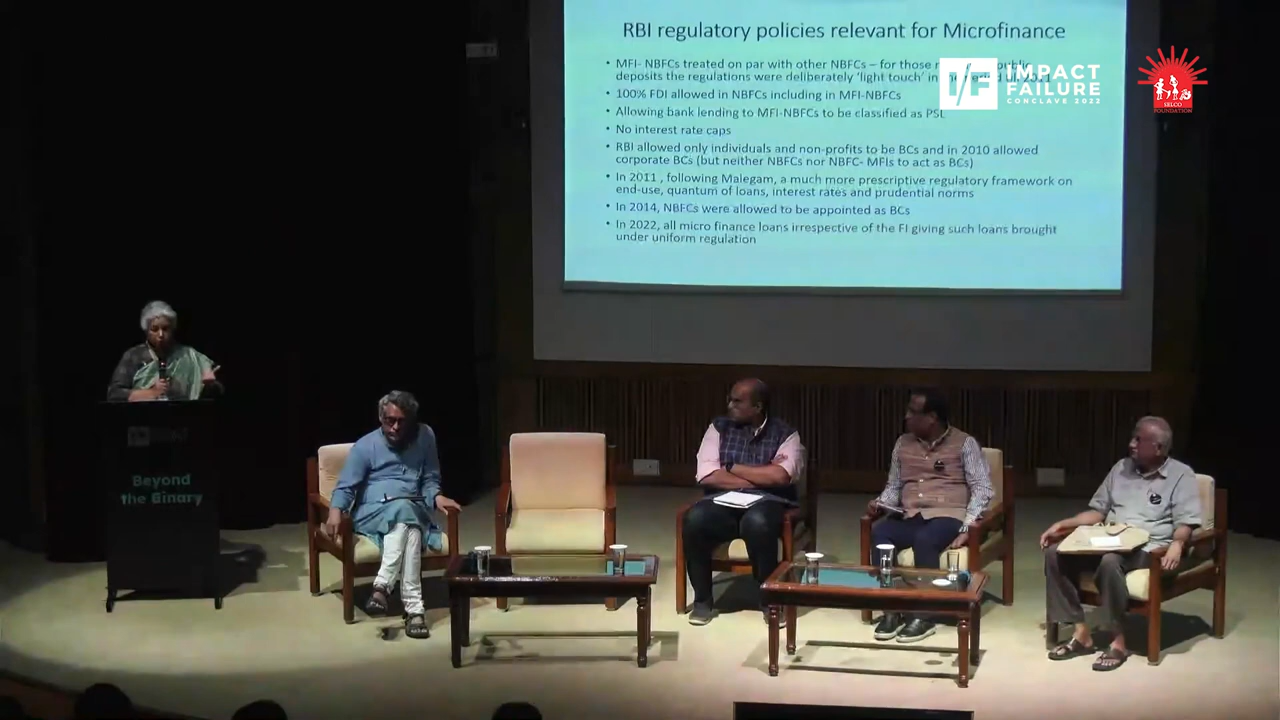 RBI regulatory policies relevant for Microfinance
• MFI- NBFCs treated on par with other NBFCs – for those
deposits the regulations were deliberately 'light touch' in
• 100% FDI allowed in NBFCs including in MFI-NBFCs
• Allowing bank lending to MFI-NBFCs to be classified as PSL
• No interest rate caps
• RBI allowed only individuals and non-profits to be BCs and in 2010 allowed
corporate BCs (but neither NBFCs nor NBFC- MFIs to act as BCs)
• In 2011 , following Malegam, a much more prescriptive regulatory framework on
end-use, quantum of loans, interest rates and prudential norms
• In 2014, NBFCs were allowed to be appointed as BCs
• In 2022, all micro finance loans irrespective of the FI giving such loans brought
under uniform regulation
I/F IMPACT
FAILURE
CONCLAVE 2022
SELCO
FOUNDATION
Beyond
the Binary